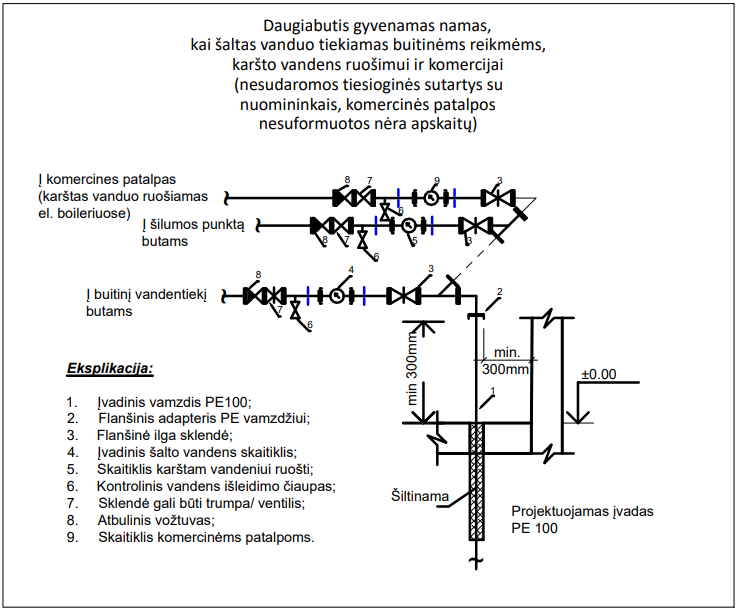 Daugiabutis gyvenamas namas,
kai šaltas vanduo tiekiamas buitinėms reikmėms,
karšto vandens ruošimui ir komercijai
(nesudaromos tiesioginės sutartys su
nuomininkais, komercinės patalpos
nesuformuotos nėra apskaitų)
8 7 9 3
Į komercines patalpas
(karštas vanduo ruošiamas
el. boileriuose)
6
Į šilumos punktą
butams
8 7 5 3
6
8 4 3 2
Į buitinį vandentiekį
butams
7
6
min 300mm
min.
300mm
±0.00
1
Eksplikacija:
1. Įvadinis vamzdis PE100;
2. Flanšinis adapteris PE vamzdžiui;
3. Flanšinė ilga sklendė;
4. Įvadinis šalto vandens skaitiklis;
5. Skaitiklis karštam vandeniui ruošti;
6. Kontrolinis vandens išleidimo čiaupas;
7. Sklendė gali būti trumpa/ ventilis;
8. Atbulinis vožtuvas;
9. Skaitiklis komercinėms patalpoms.
Šiltinama
Projektuojamas įvadas
PE 100